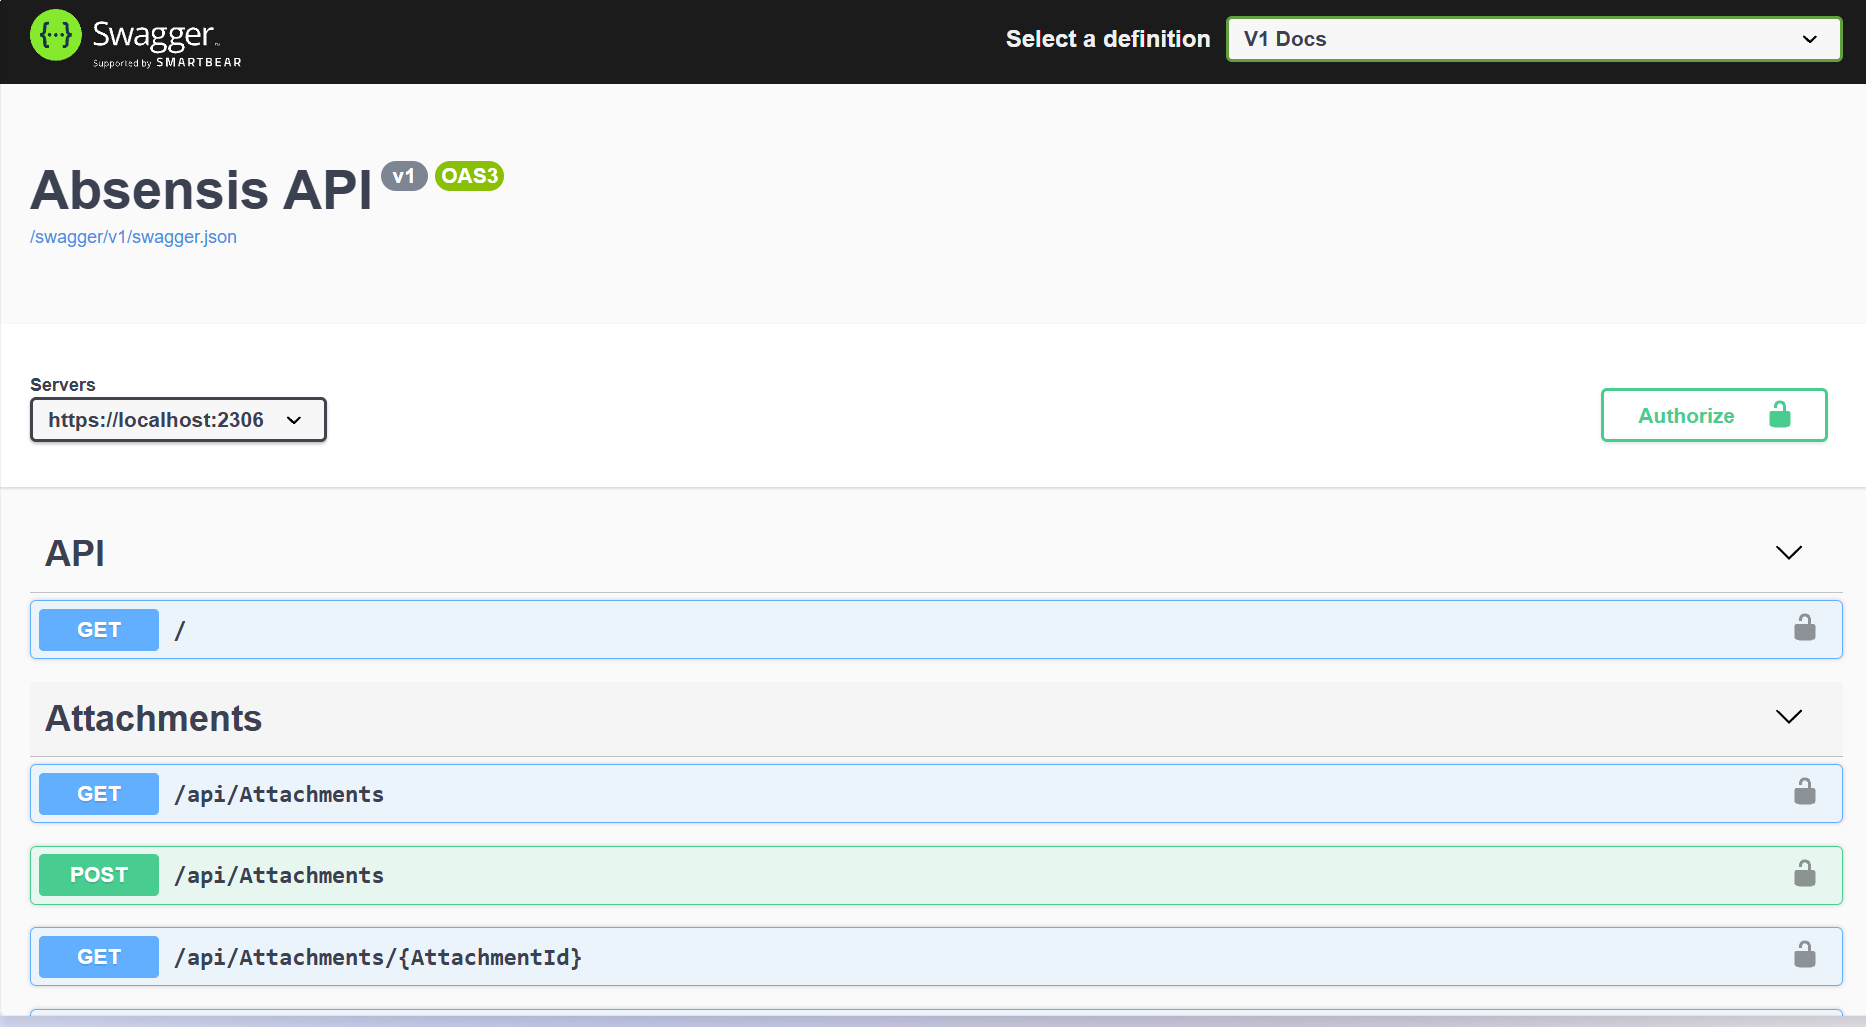 {...} Swagger
Supported by SMARTBEAR
Select a definition
V1 Docs
Absensis API v1 OAS3
/swagger/v1/swagger.json
Servers
https://localhost:2306
Authorize
API
GET /
Attachments
GET /api/Attachments
POST /api/Attachments
GET /api/Attachments/{AttachmentId}